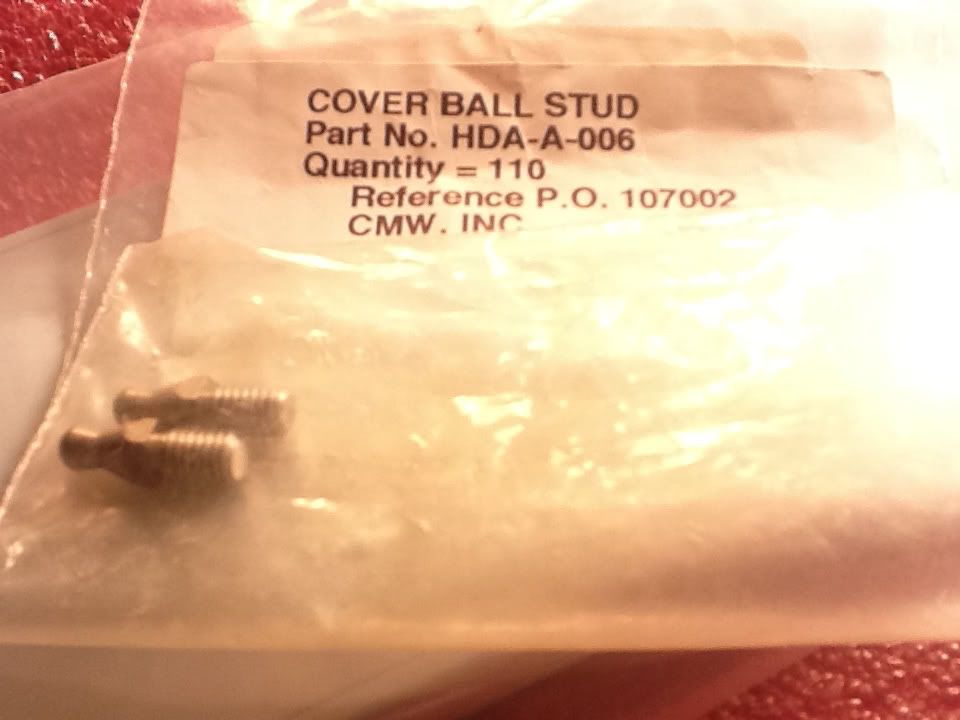 COVER BALL STUD
Part No. HDA-A-006
Quantity = 110
Reference P.O. 107002
CMW. INC